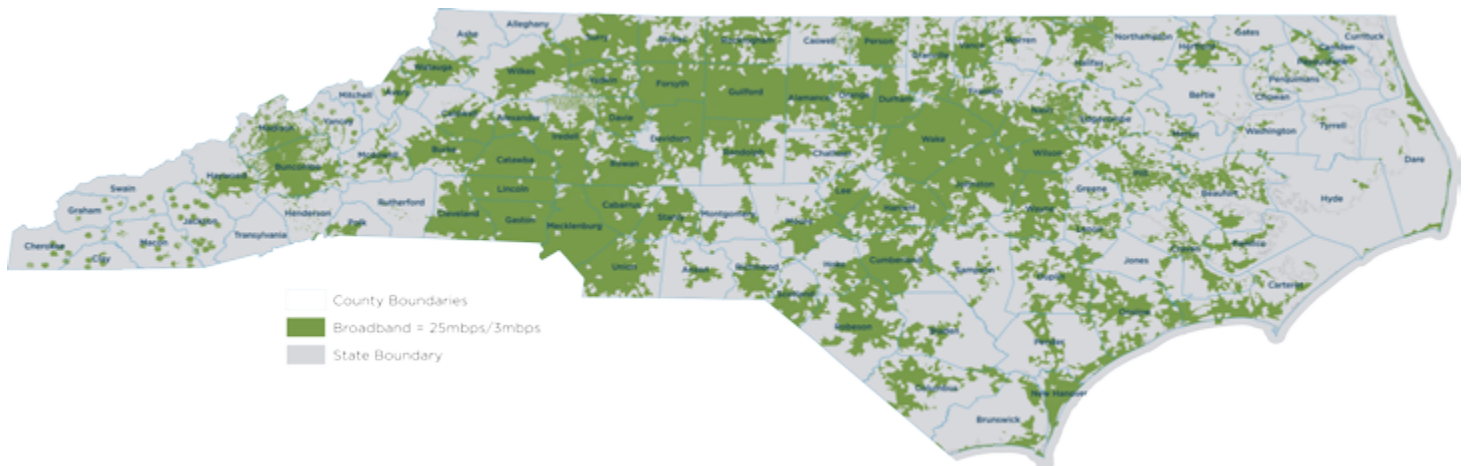 Alleghany
Ashe
Surry
Stokes
Rockingham
Caswell
Person
Granville
Vance
Warren
Northampton
Gates
Currituck
Camden
Pasquotank
Hertford
Halifax
Watauga
Wilkes
Yadkin
Forsyth
Guilford
Alamance
Orange
Durham
Franklin
Nash
Bertie
Perquimans
Chowan
Mitchell
Avery
Caldwell
Alexander
Iredell
Davie
Davidson
Randolph
Chatham
Wake
Wilson
Edgecombe
Martin
Washington
Tyrrell
Dare
Madison
Yancey
McDowell
Burke
Catawba
Rowan
Buncombe
Haywood
Swain
Graham
Jackson
Henderson
Polk
Rutherford
Cleveland
Lincoln
Gaston
Mecklenburg
Cabarrus
Stanly
Montgomery
Moore
Lee
Harnett
Johnston
Wayne
Greene
Pitt
Beaufort
Hyde
Cherokee
Clay
Macon
Transylvania
Union
Anson
Richmond
Hoke
Cumberland
Sampson
Duplin
Lenoir
Craven
Pamlico
Jones
Carteret
Scotland
Robeson
Bladen
Pender
Onslow
Columbus
New Hanover
Brunswick
County Boundaries
Broadband = 25mbps/3mbps
State Boundary